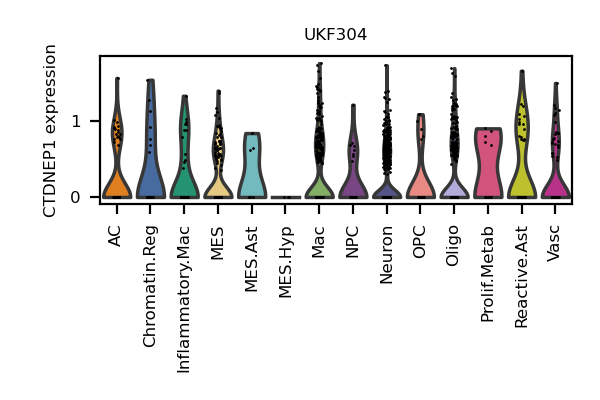 UKF304
CTDNEP1 expression
1
0
AC
Chromatin.Reg
Inflammatory.Mac
MES
MES.Ast
MES.Hyp
Mac
NPC
Neuron
OPC
Oligo
Prolif.Metab
Reactive.Ast
Vasc